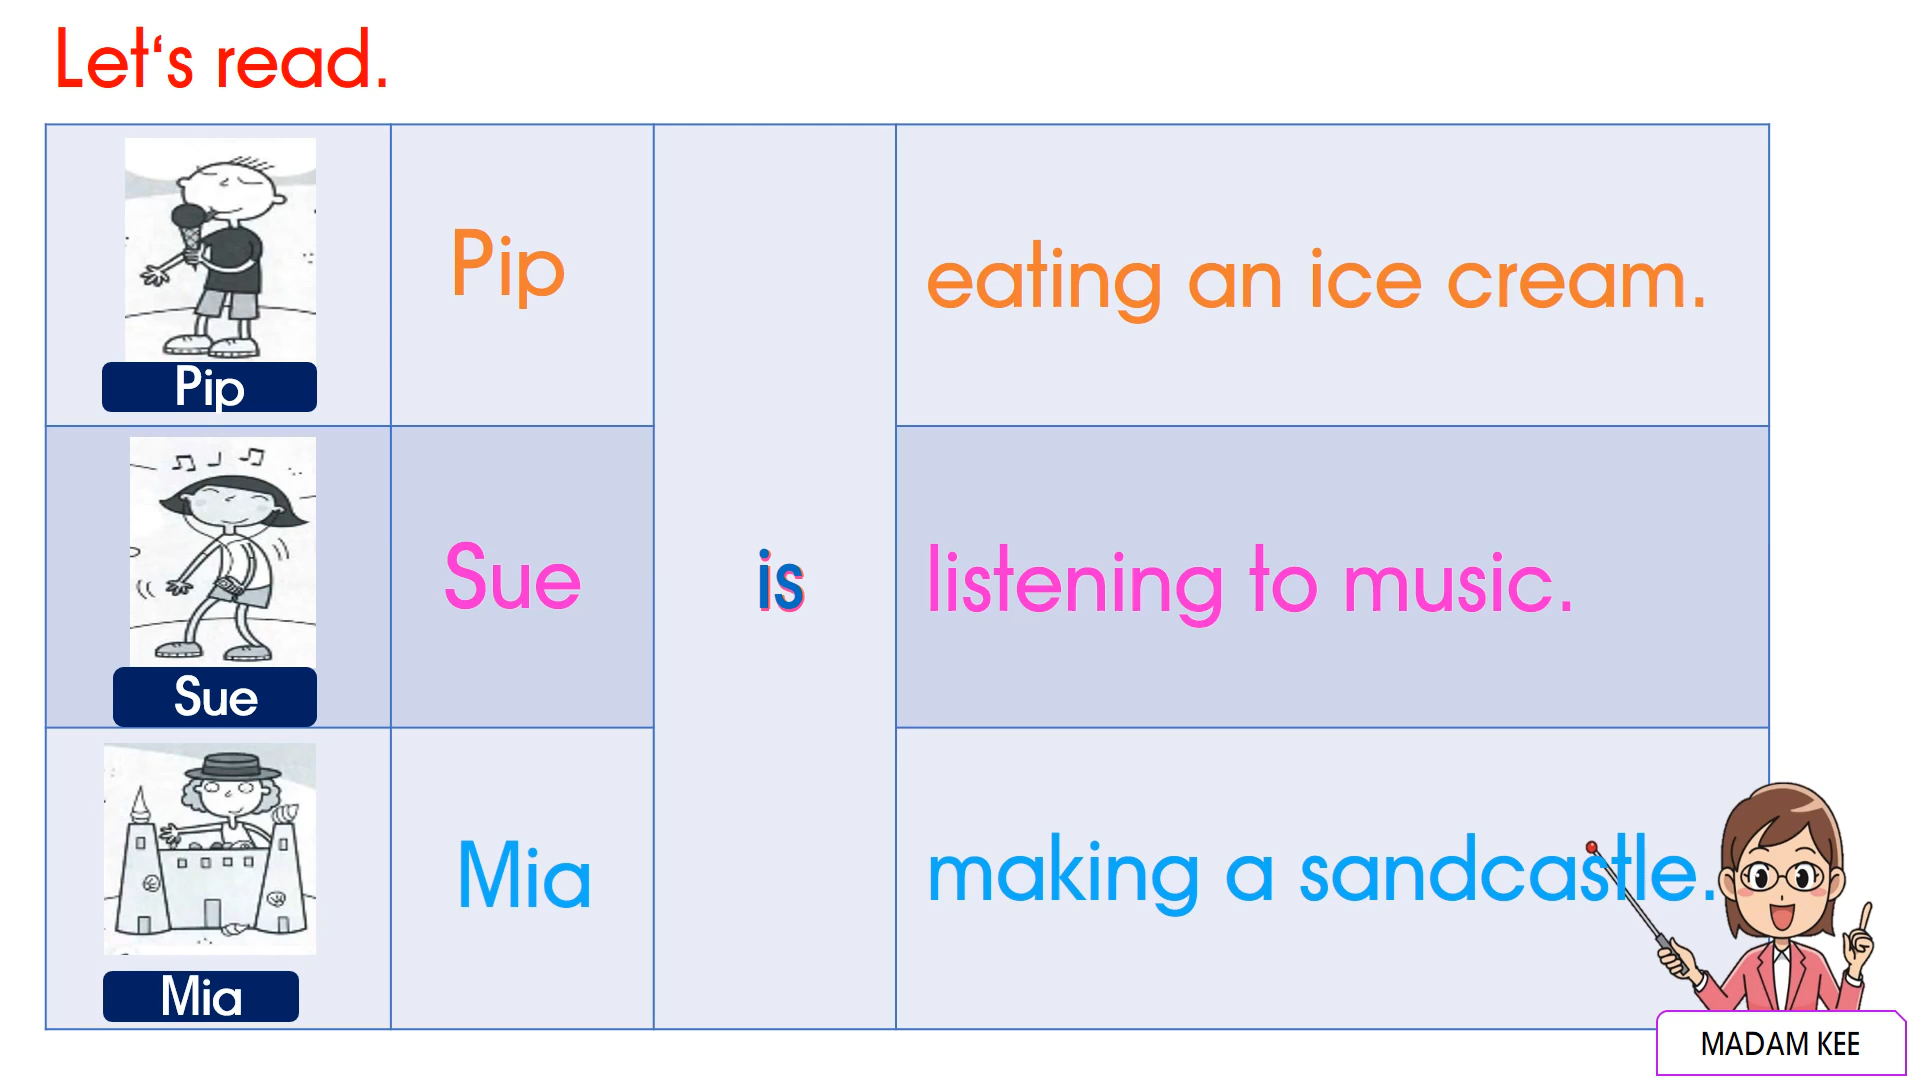 Let‘s read.
Pip
Pip
eating an ice cream.
Sue
Sue
is
listening to music.
Mia
Mia
making a sandcastle.
MADAM KEE